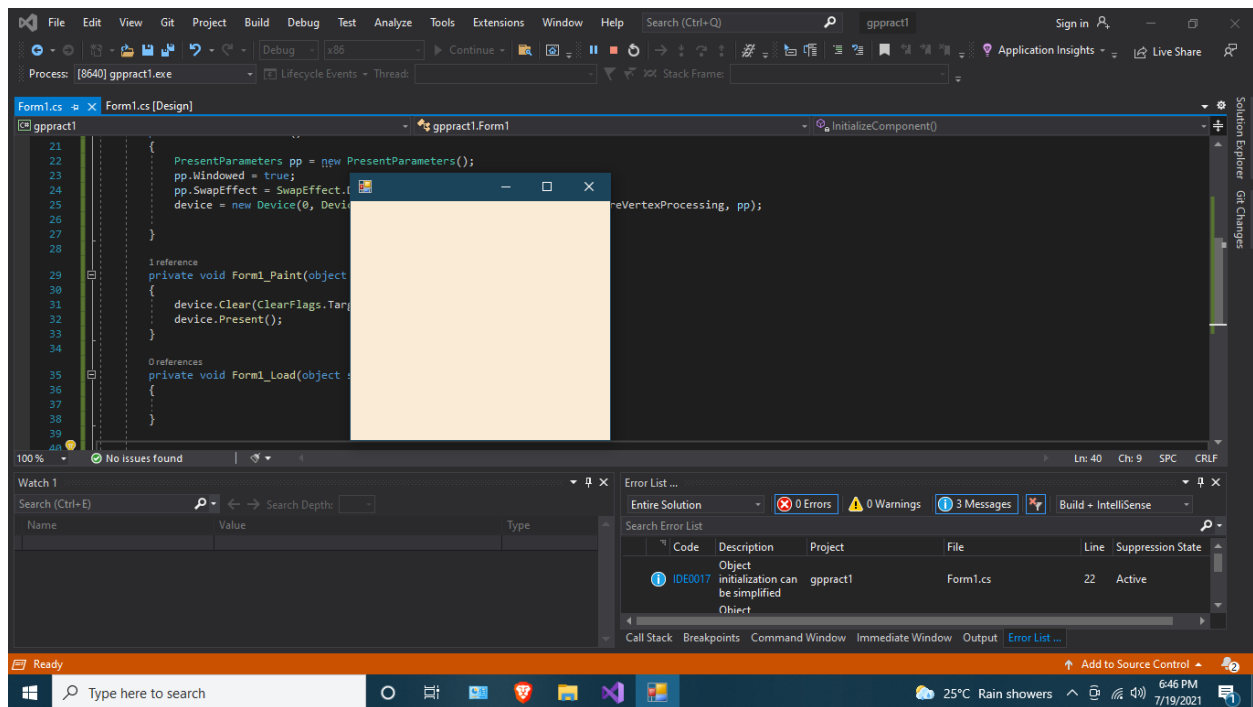 File Edit View Git Project Build Debug Test Analyze Tools Extensions Window Help Search (Ctrl+Q) gppract1 Sign in
Debug x86 Continue Application Insights Live Share
Process: [8640] gppract1.exe Lifecycle Events Thread: Stack Frame:
Form1.cs Form1.cs [Design]
gppract1 gppract1.Form1 InitializeComponent()
21 {
22 PresentParameters pp = new PresentParameters();
23 pp.Windowed = true;
24 pp.SwapEffect = SwapEffect.
25 device = new Device(0, Devi reVertexProcessing, pp);
26
27 }
28
1 reference
29 private void Form1_Paint(object
30 {
31 device.Clear(ClearFlags.Targ
32 device.Present();
33 }
34
0 references
35 private void Form1_Load(object s
36 {
37
38 }
39
40
100 % No issues found Ln: 40 Ch: 9 SPC CRLF
Watch 1
Search (Ctrl+E) Search Depth:
Name Value Type
Error List ...
Entire Solution 0 Errors 0 Warnings 3 Messages Build + IntelliSense
Search Error List
Code Description Project File Line Suppression State
IDE0017 Object initialization can be simplified gppract1 Form1.cs 22 Active
Object
Call Stack Breakpoints Command Window Immediate Window Output Error List ...
Ready Add to Source Control 2
Type here to search 25°C Rain showers 6:46 PM
7/19/2021 1
Solution Explorer
Git Changes